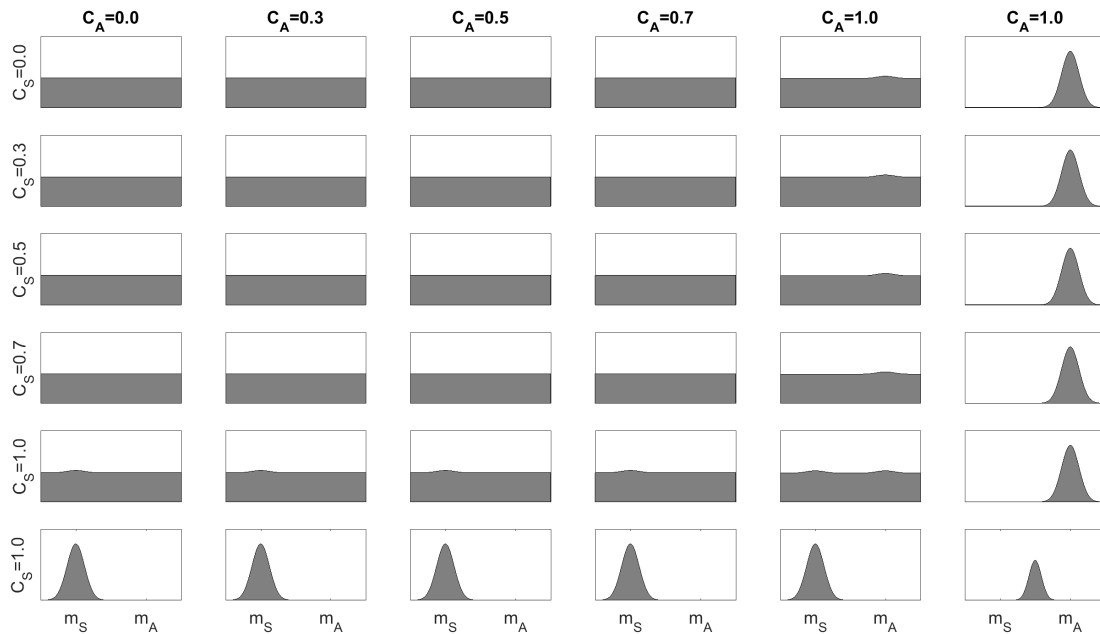 C_A=0.0 C_A=0.3 C_A=0.5 C_A=0.7 C_A=1.0 C_A=1.0
C_S=0.0
C_S=0.3
C_S=0.5
C_S=0.7
C_S=1.0
C_S=1.0
m_S m_A m_S m_A m_S m_A m_S m_A m_S m_A m_S m_A